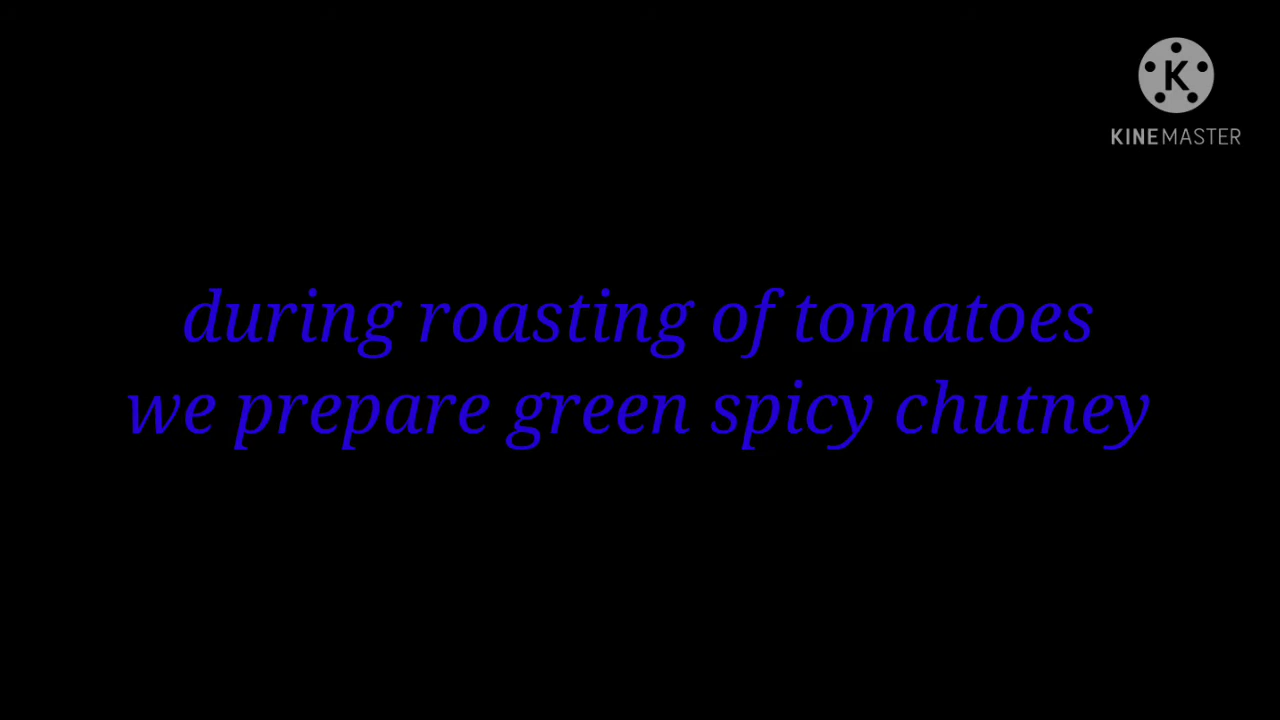 K
KINEMASTER
during roasting of tomatoes
we prepare green spicy chutney